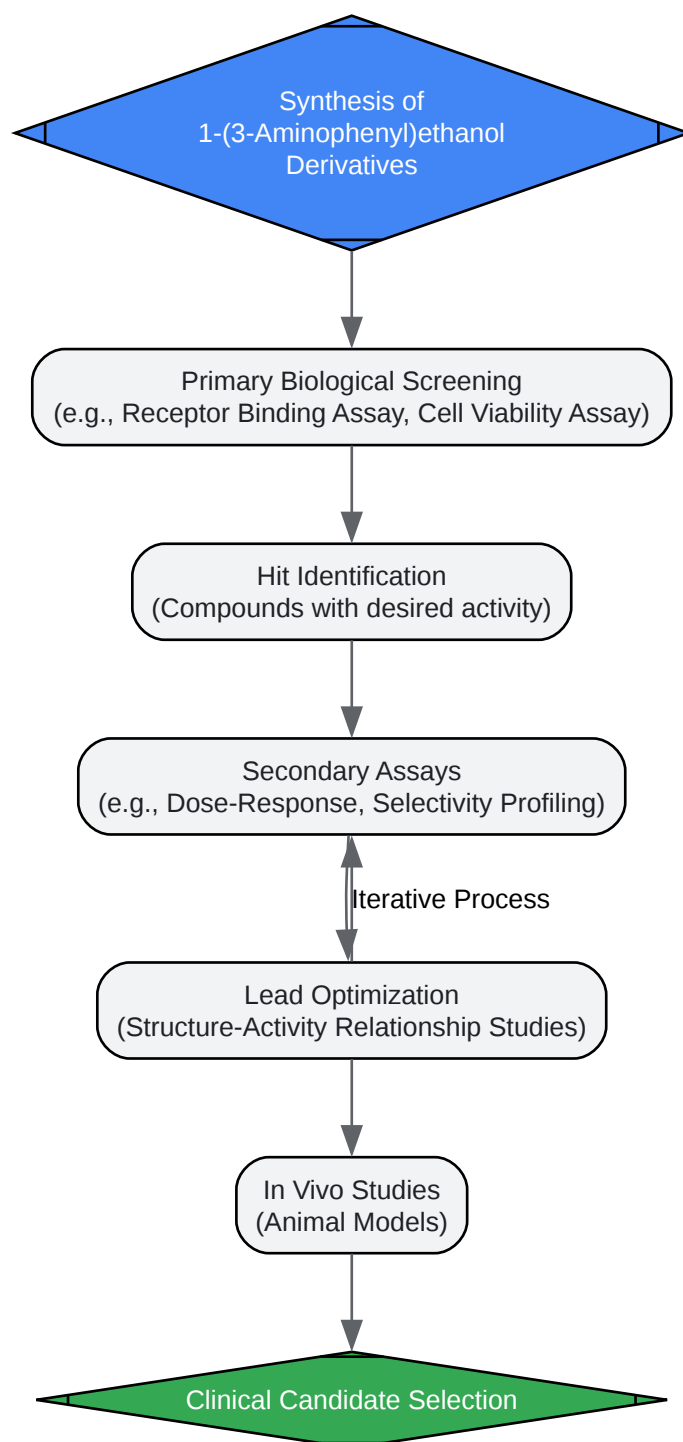 Synthesis of
1-(3-Aminophenyl)ethanol
Derivatives
Primary Biological Screening
(e.g., Receptor Binding Assay, Cell Viability Assay)
Hit Identification
(Compounds with desired activity)
Secondary Assays
(e.g., Dose-Response, Selectivity Profiling)
Iterative Process
Lead Optimization
(Structure-Activity Relationship Studies)
In Vivo Studies
(Animal Models)
Clinical Candidate Selection